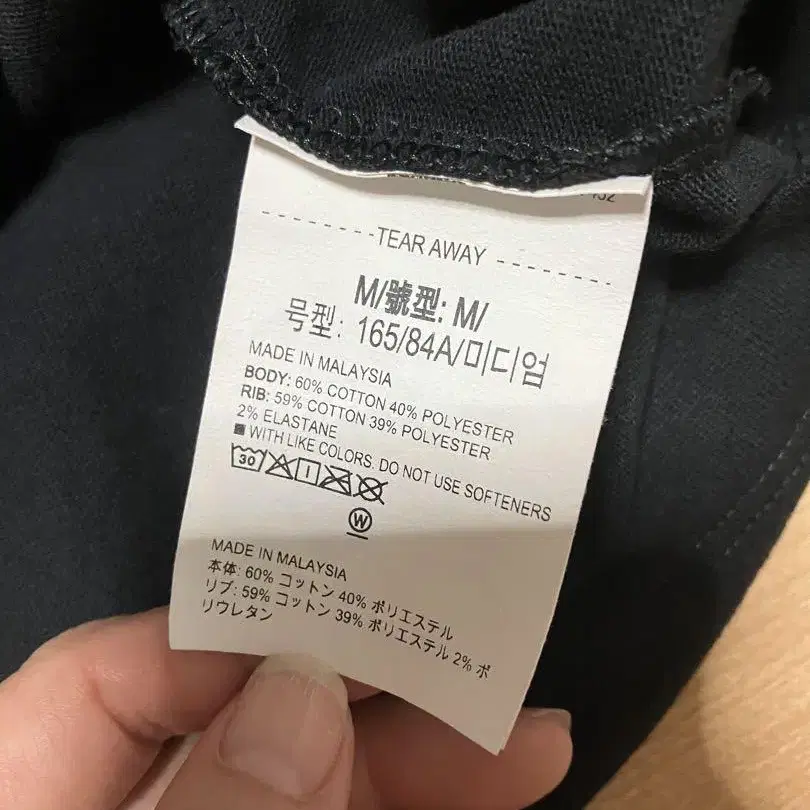 TEAR AWAY
M/號型: M/
号型: 165/84A/미디엄
MADE IN MALAYSIA
BODY: 60% COTTON 40% POLYESTER
RIB: 59% COTTON 39% POLYESTER
2% ELASTANE
WITH LIKE COLORS. DO NOT USE SOFTENERS
30
W
MADE IN MALAYSIA
本体: 60% コットン 40% ポリエステル
リブ: 59% コットン 39% ポリエステル 2% ポ
リウレタン